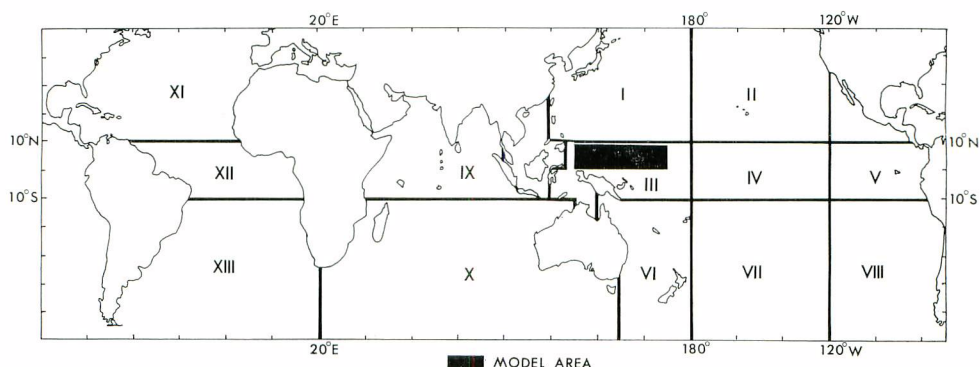 20°E 180° 120°W
XI I II
10°N 10°N
XII IX III IV V
10°S 10°S
XIII X VI VII VIII
20°E 180° 120°W
MODEL AREA